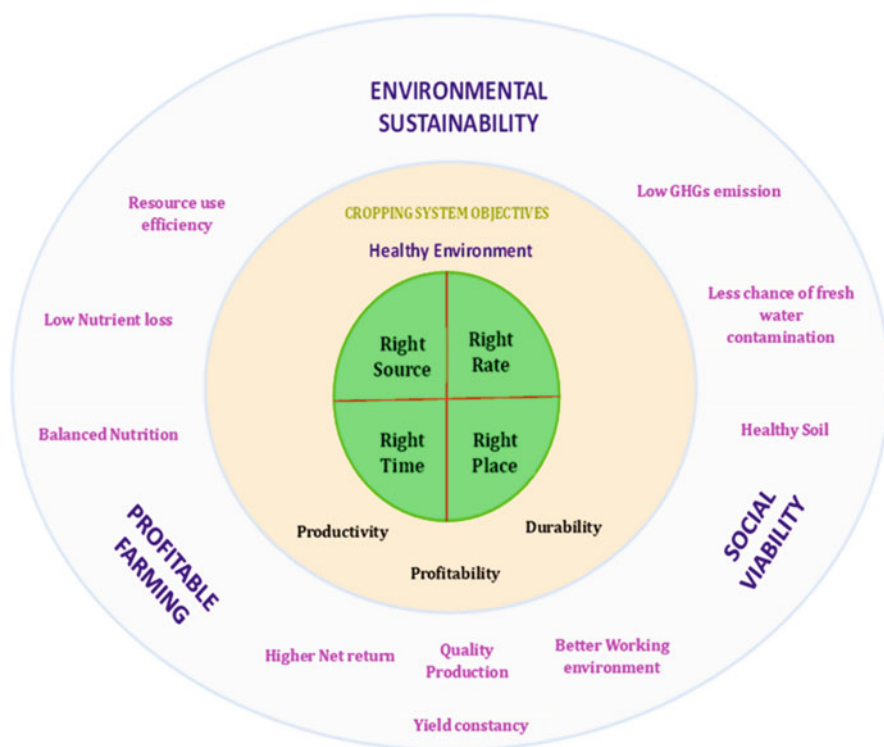 ENVIRONMENTAL
SUSTAINABILITY
Resource use
efficiency
Low GHGs emission
CROPPING SYSTEM OBJECTIVES
Healthy Environment
Low Nutrient loss
Less chance of fresh
water
contamination
Right
Source
Right
Rate
Balanced Nutrition
Healthy Soil
Right
Time
Right
Place
PROFITABLE
FARMING
SOCIAL
VIABILITY
Productivity
Durability
Profitability
Higher Net return
Quality
Production
Better Working
environment
Yield constancy